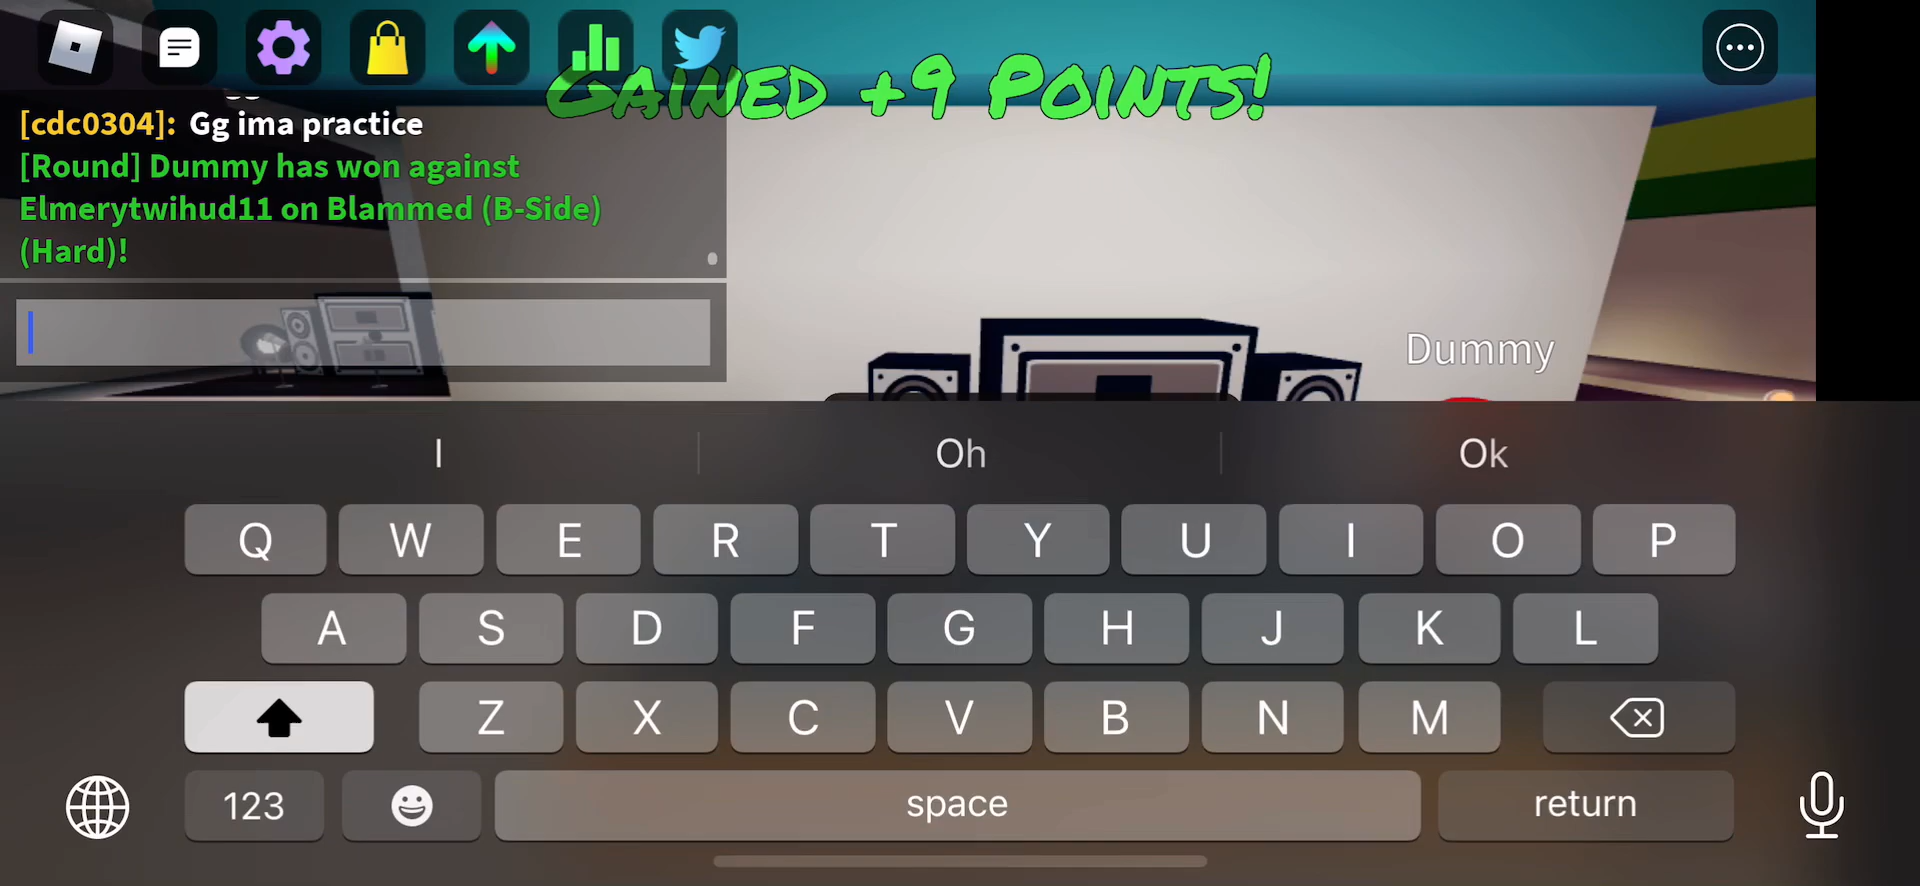 Gained +9 Points!
[cdc0304]: Gg ima practice
[Round] Dummy has won against
Elmerytwihud11 on Blammed (B-Side)
(Hard)!
Dummy
I Oh Ok
Q W E R T Y U I O P
A S D F G H J K L
Z X C V B N M
123 space return